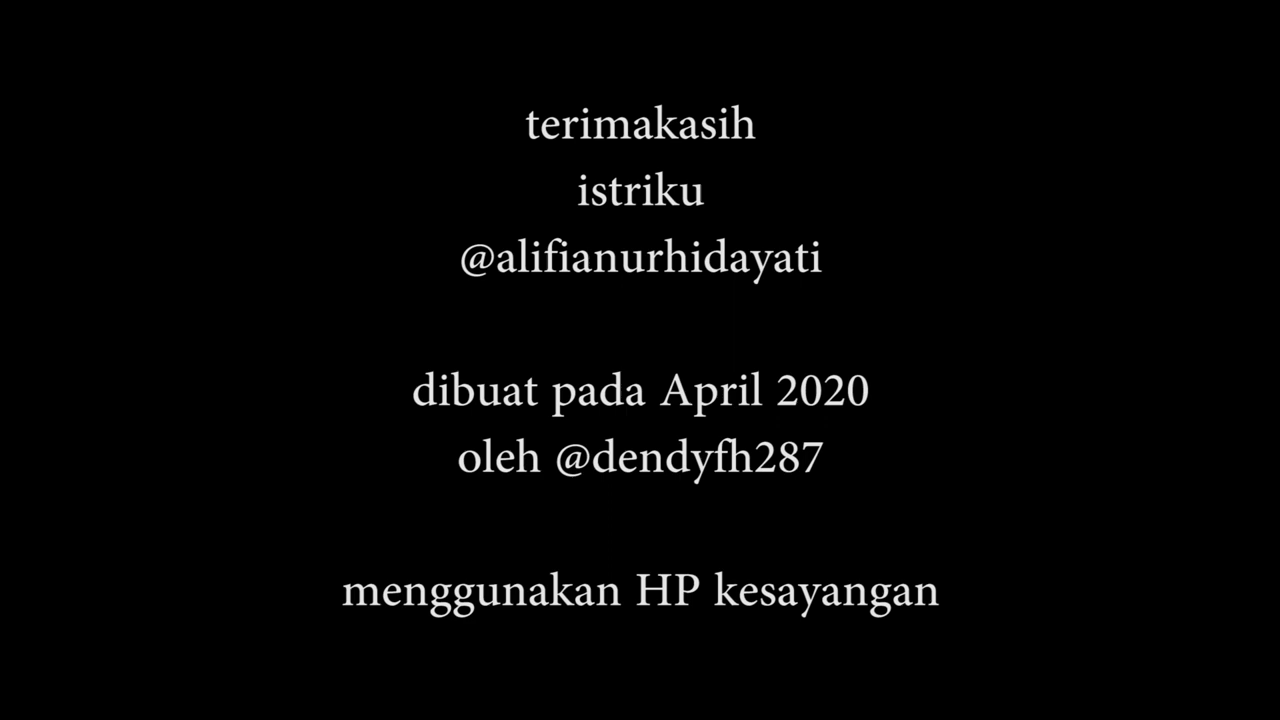 terimakasih
istriku
@alifianurhidayati
dibuat pada April 2020
oleh @dendyfh287
menggunakan HP kesayangan